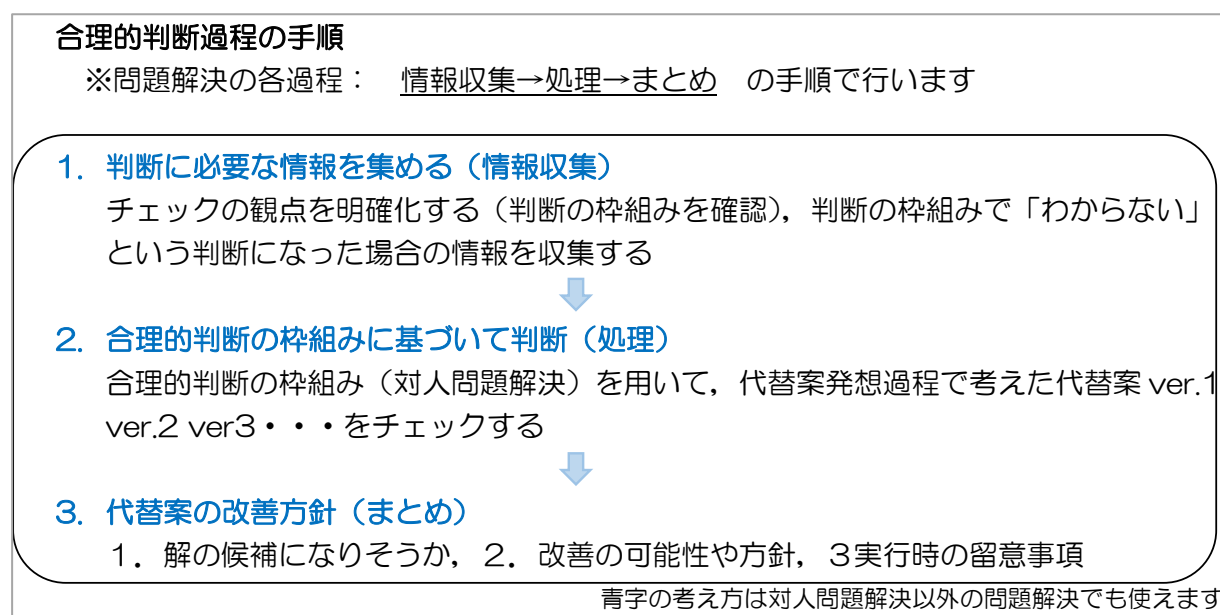 合理的判断過程の手順
※問題解決の各過程： 情報収集→処理→まとめ の手順で行います
1. 判断に必要な情報を集める（情報収集）
チェックの観点を明確化する（判断の枠組みを確認），判断の枠組みで「わからない」
という判断になった場合の情報を収集する
2. 合理的判断の枠組みに基づいて判断（処理）
合理的判断の枠組み（対人問題解決）を用いて，代替案発想過程で考えた代替案 ver.1
ver.2 ver3・・・をチェックする
3. 代替案の改善方針（まとめ）
１．解の候補になりそうか，２．改善の可能性や方針，３実行時の留意事項
青字の考え方は対人問題解決以外の問題解決でも使えます